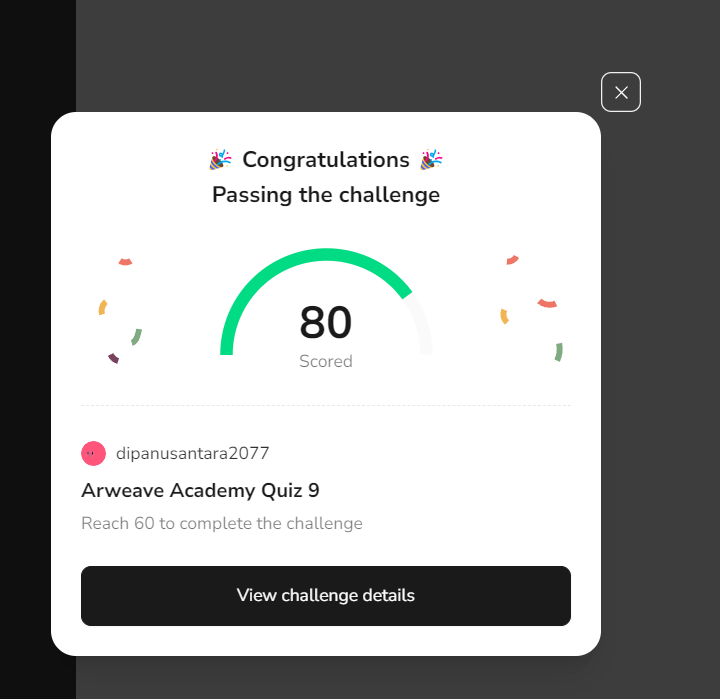 🎉 Congratulations 🎉
Passing the challenge
80
Scored
dipanusantara2077
Arweave Academy Quiz 9
Reach 60 to complete the challenge
View challenge details